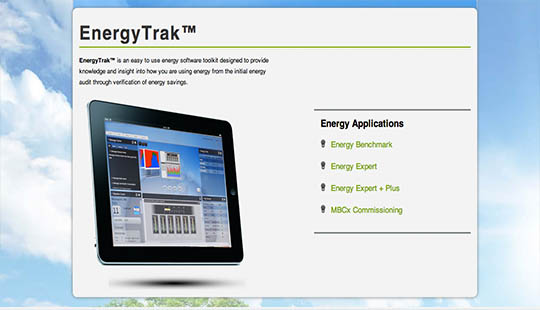 EnergyTrak™
EnergyTrak™ is an easy to use energy software toolkit designed to provide
knowledge and insight into how you are using energy from the initial energy
audit through verification of energy savings.
Energy Applications
Energy Benchmark
Energy Expert
Energy Expert + Plus
MBCx Commissioning